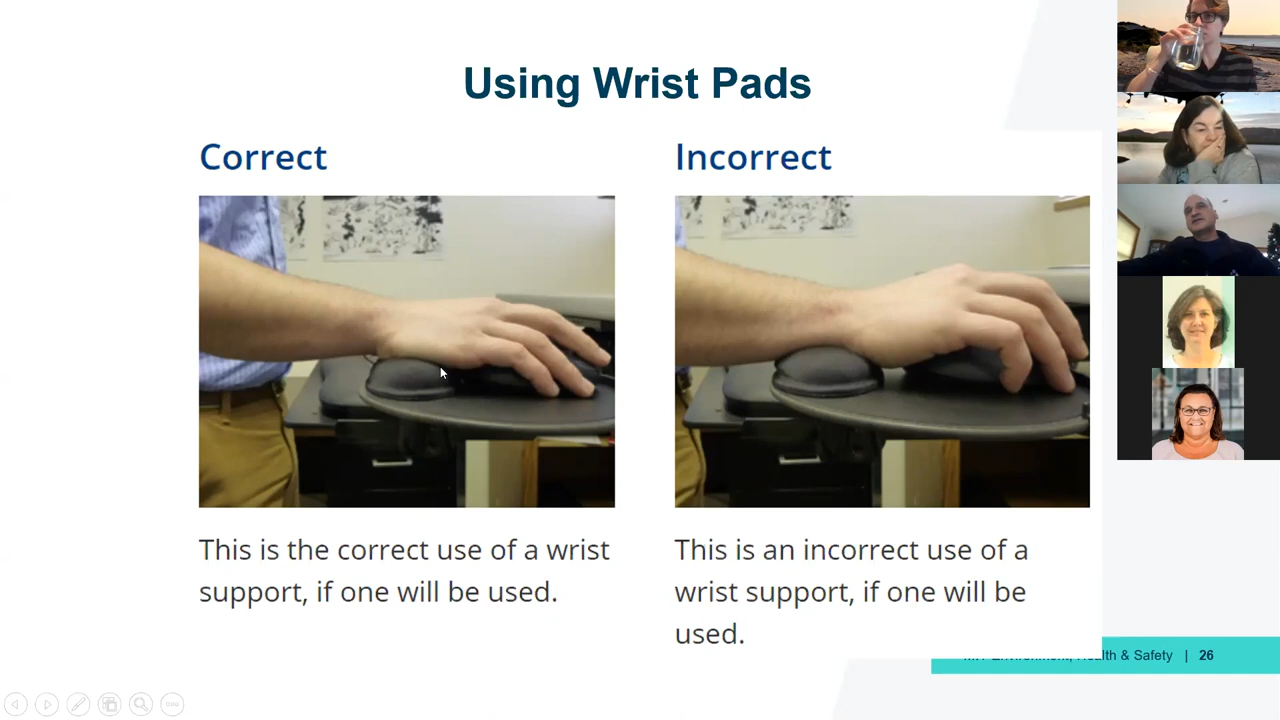 Using Wrist Pads
Correct
Incorrect
This is the correct use of a wrist
support, if one will be used.
This is an incorrect use of a
wrist support, if one will be
used.
Environment, Health & Safety | 26